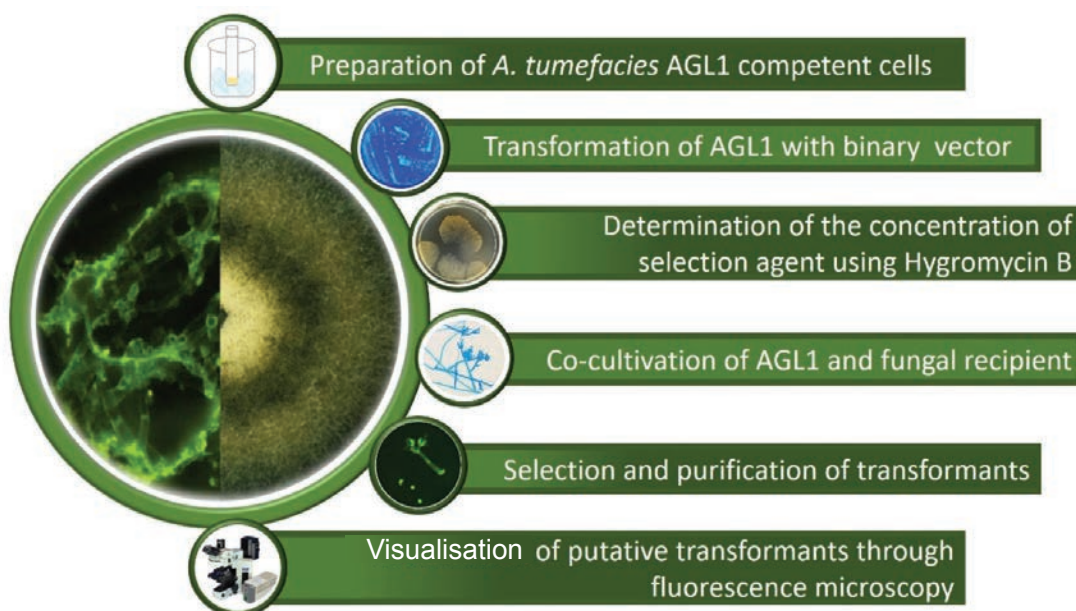 Preparation of A. tumefacies AGL1 competent cells
Transformation of AGL1 with binary vector
Determination of the concentration of
selection agent using Hygromycin B
Co-cultivation of AGL1 and fungal recipient
Selection and purification of transformants
Visualisation of putative transformants through
fluorescence microscopy